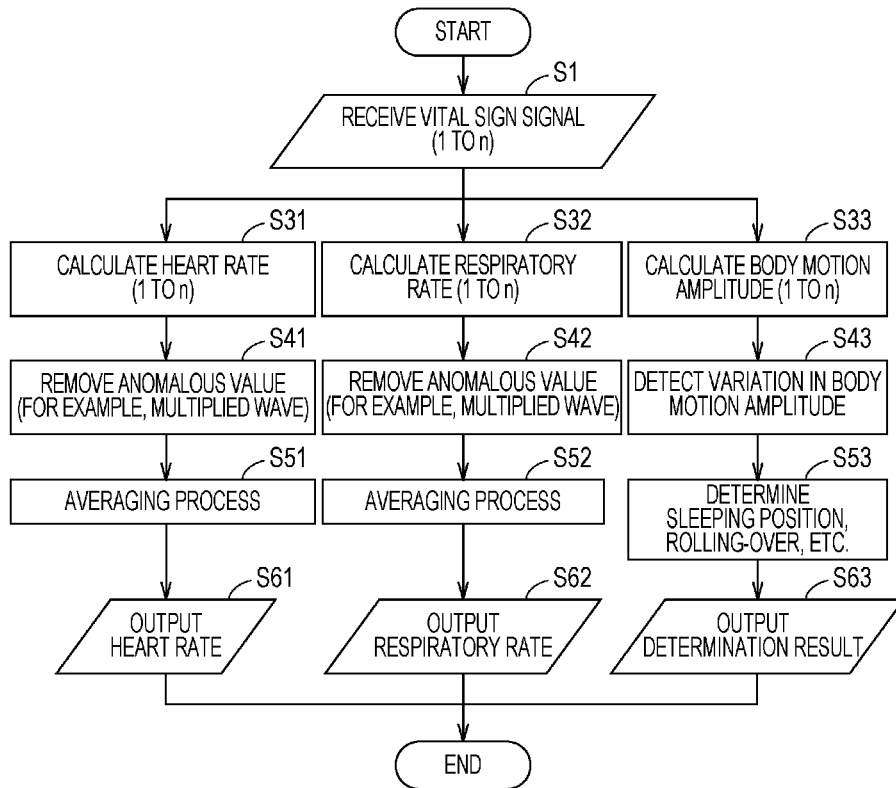 START
S1
RECEIVE VITAL SIGN SIGNAL
(1 TO n)
S31
S32
S33
CALCULATE HEART RATE
(1 TO n)
CALCULATE RESPIRATORY
RATE (1 TO n)
CALCULATE BODY MOTION
AMPLITUDE (1 TO n)
S41
S42
S43
REMOVE ANOMALOUS VALUE
(FOR EXAMPLE, MULTIPLIED WAVE)
REMOVE ANOMALOUS VALUE
(FOR EXAMPLE, MULTIPLIED WAVE)
DETECT VARIATION IN BODY
MOTION AMPLITUDE
S51
S52
S53
AVERAGING PROCESS
AVERAGING PROCESS
DETERMINE
SLEEPING POSITION,
ROLLING-OVER, ETC.
S61
S62
S63
OUTPUT
HEART RATE
OUTPUT
RESPIRATORY RATE
OUTPUT
DETERMINATION RESULT
END